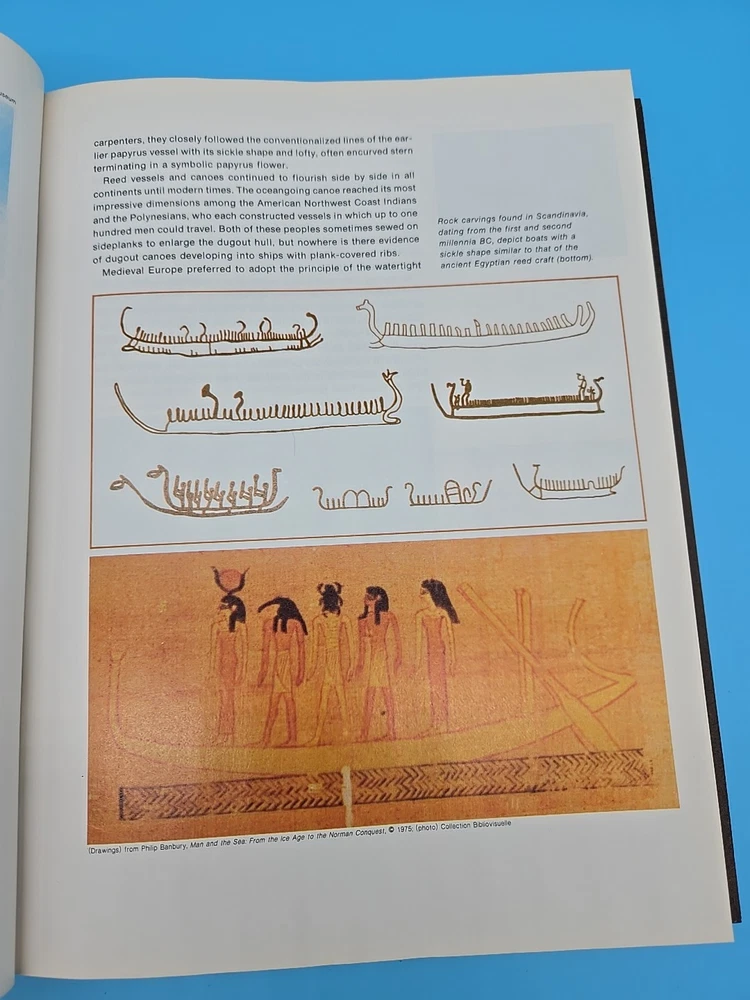 useum
carpenters, they closely followed the conventionalized lines of the ear-
lier papyrus vessel with its sickle shape and lofty, often encurved stern
terminating in a symbolic papyrus flower.
Reed vessels and canoes continued to flourish side by side in all
continents until modern times. The oceangoing canoe reached its most
impressive dimensions among the American Northwest Coast Indians
and the Polynesians, who each constructed vessels in which up to one
hundred men could travel. Both of these peoples sometimes sewed on
sideplanks to enlarge the dugout hull, but nowhere is there evidence
of dugout canoes developing into ships with plank-covered ribs.
Medieval Europe preferred to adopt the principle of the watertight
Rock carvings found in Scandinavia,
dating from the first and second
millennia BC, depict boats with a
sickle shape similar to that of the
ancient Egyptian reed craft (bottom).
(Drawings) from Philip Banbury, Man and the Sea: From the Ice Age to the Norman Conquest, © 1975; (photo) Collection Bibliovisuelle